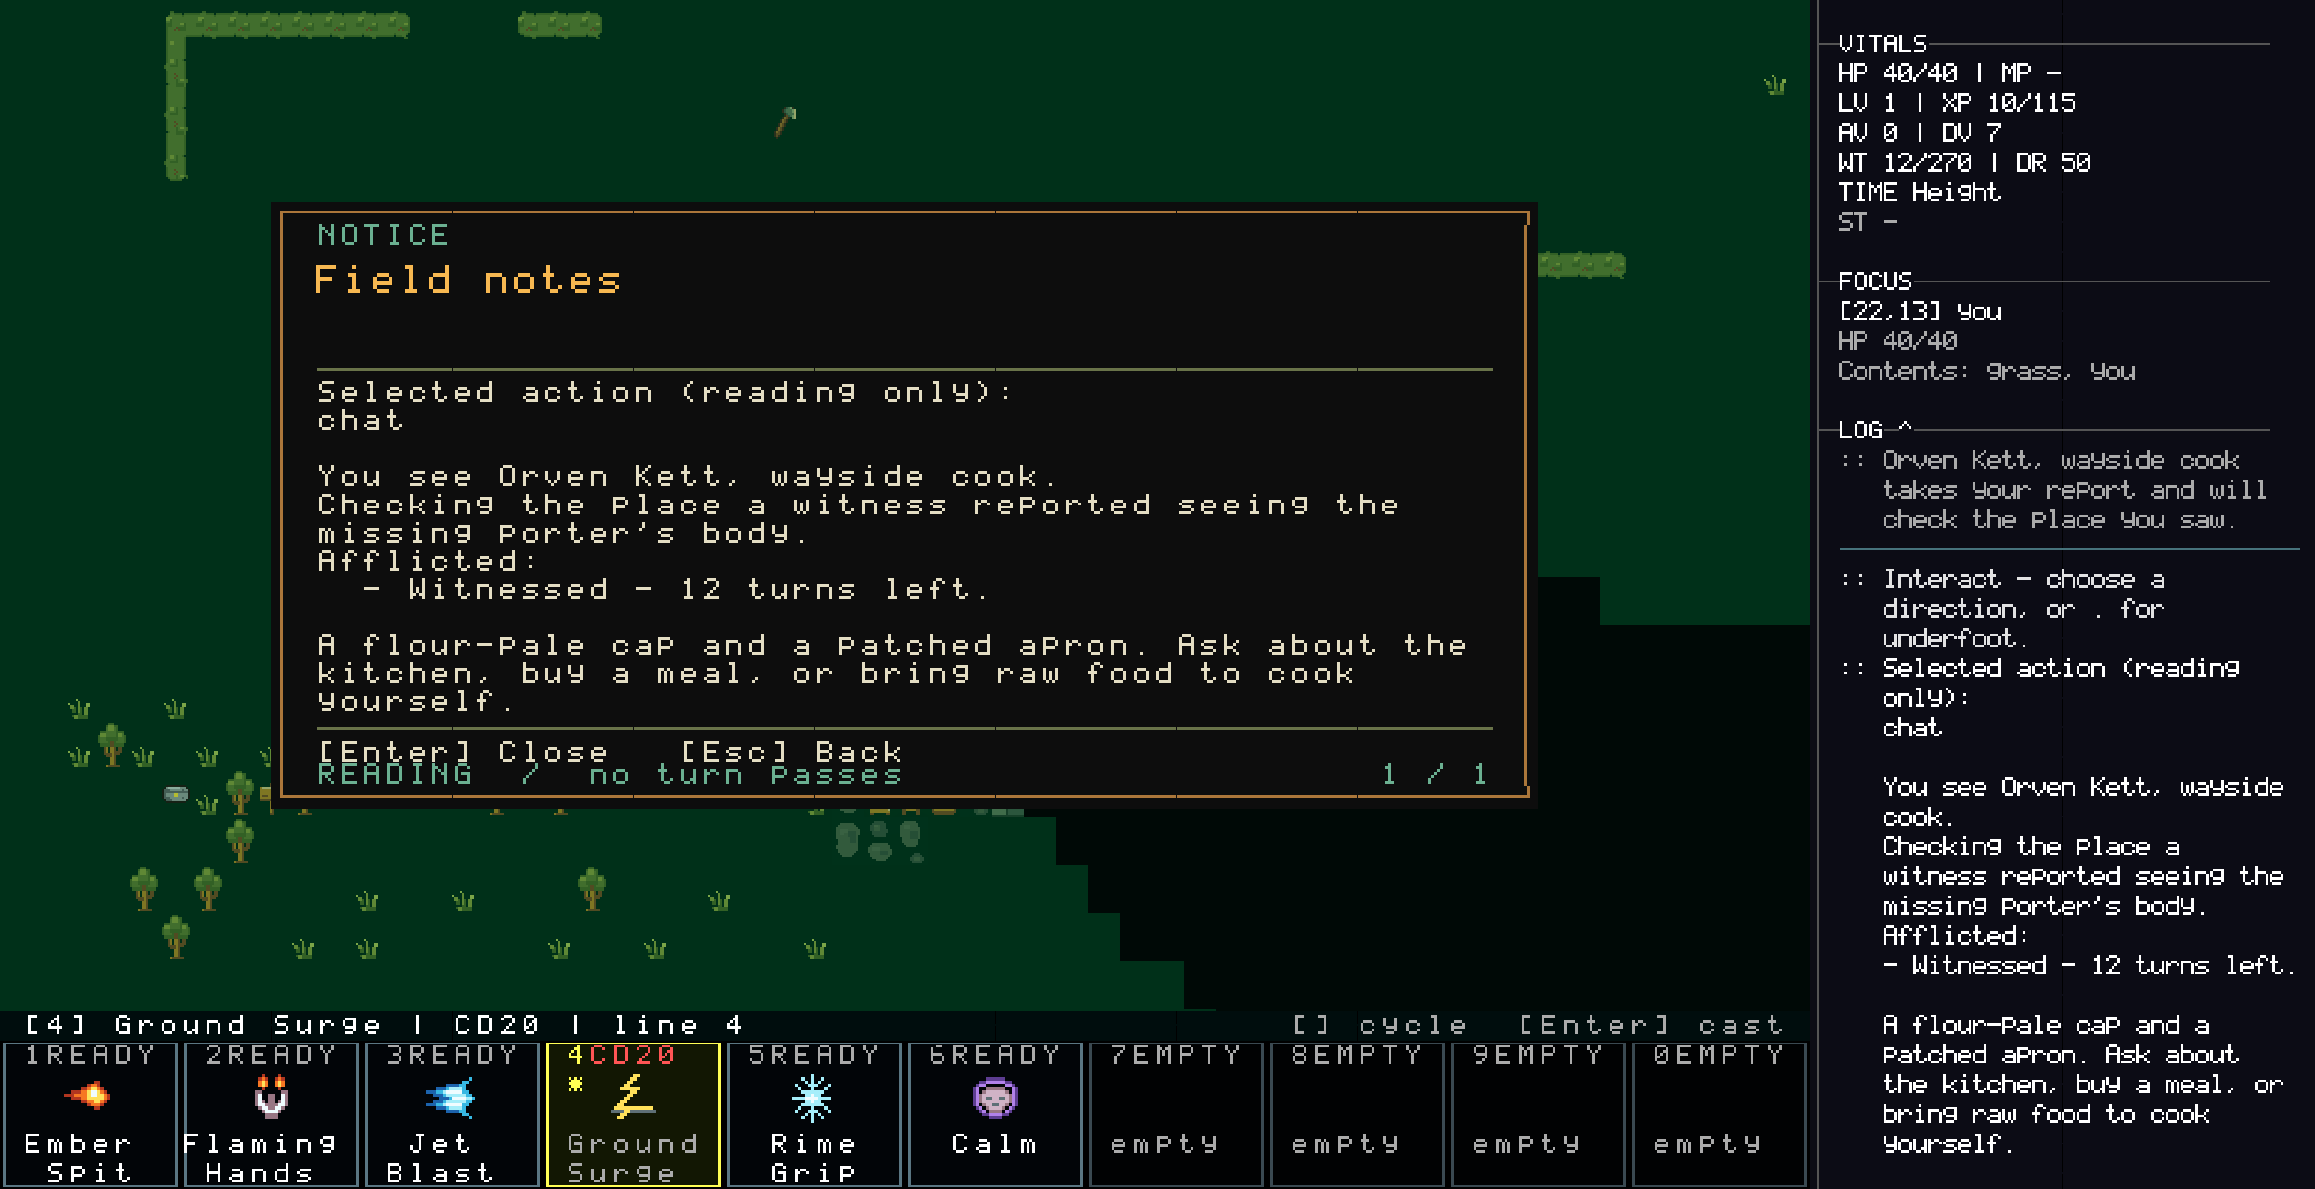 NOTICE
Field notes
Selected action (reading only):
chat
You see Orven Kett, wayside cook.
Checking the place a witness reported seeing the
missing porter's body.
Afflicted:
- Witnessed - 12 turns left.
A flour-pale cap and a patched apron. Ask about the
kitchen, buy a meal, or bring raw food to cook
yourself.
[Enter] Close [Esc] Back
READING / no turn passes 1 / 1
VITALS
HP 40/40 | MP -
LV 1 | XP 10/115
AV 0 | DV 7
WT 12/270 | DR 50
TIME Height
ST -
FOCUS
[22,13] you
HP 40/40
Contents: grass, you
LOG ^
:: Orven Kett, wayside cook
takes your report and will
check the place you saw.
:: Interact - choose a
direction, or . for
underfoot.
:: Selected action (reading
only):
chat
You see Orven Kett, wayside
cook.
Checking the place a
witness reported seeing the
missing porter's body.
Afflicted:
- Witnessed - 12 turns left.
A flour-pale cap and a
patched apron. Ask about
the kitchen, buy a meal, or
bring raw food to cook
yourself.
[4] Ground Surge | CD20 | line 4 [] cycle [Enter] cast
1READY 2READY 3READY 4CD20 5READY 6READY 7EMPTY 8EMPTY 9EMPTY 0EMPTY
*
Ember Spit
Flaming Hands
Jet Blast
Ground Surge
Rime Grip
Calm
empty
empty
empty
empty